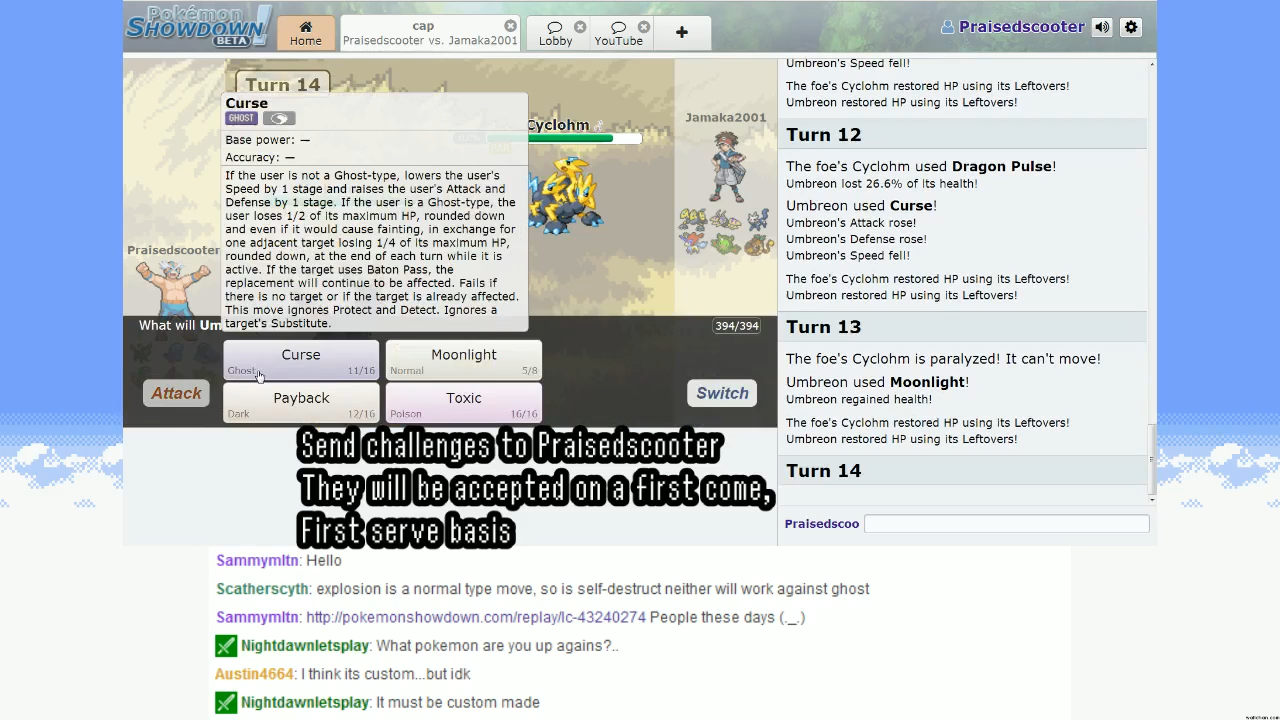 Pokémon
SHOWDOWN!
BETA
Home
cap
Praisedscooter vs. Jamaka2001
Lobby
YouTube
+
Praisedscooter
Turn 14
Curse
GHOST
Base power: —
Accuracy: —
If the user is not a Ghost-type, lowers the user's
Speed by 1 stage and raises the user's Attack and
Defense by 1 stage. If the user is a Ghost-type, the
user loses 1/2 of its maximum HP, rounded down
and even if it would cause fainting, in exchange for
one adjacent target losing 1/4 of its maximum HP,
rounded down, at the end of each turn while it is
active. If the target uses Baton Pass, the
replacement will continue to be affected. Fails if
there is no target or if the target is already affected.
This move ignores Protect and Detect. Ignores a
target's Substitute.
Cyclohm
Jamaka2001
Praisedscooter
What will Um
394/394
Attack
Curse
Ghost 11/16
Moonlight
Normal 5/8
Payback
Dark 12/16
Toxic
Poison 16/16
Switch
Umbreon's Speed fell!
The foe's Cyclohm restored HP using its Leftovers!
Umbreon restored HP using its Leftovers!
Turn 12
The foe's Cyclohm used Dragon Pulse!
Umbreon lost 26.6% of its health!
Umbreon used Curse!
Umbreon's Attack rose!
Umbreon's Defense rose!
Umbreon's Speed fell!
The foe's Cyclohm restored HP using its Leftovers!
Umbreon restored HP using its Leftovers!
Turn 13
The foe's Cyclohm is paralyzed! It can't move!
Umbreon used Moonlight!
Umbreon regained health!
The foe's Cyclohm restored HP using its Leftovers!
Umbreon restored HP using its Leftovers!
Turn 14
Praisedscoo
Send challenges to Praisedscooter
They will be accepted on a first come,
First serve basis
Sammymltn: Hello
Scatherscyth: explosion is a normal type move, so is self-destruct neither will work against ghost
Sammymltn: http://pokemonshowdown.com/replay/lc-43240274 People these days (._.)
Nightdawnletsplay: What pokemon are you up agains?..
Austin4664: I think its custom...but idk
Nightdawnletsplay: It must be custom made